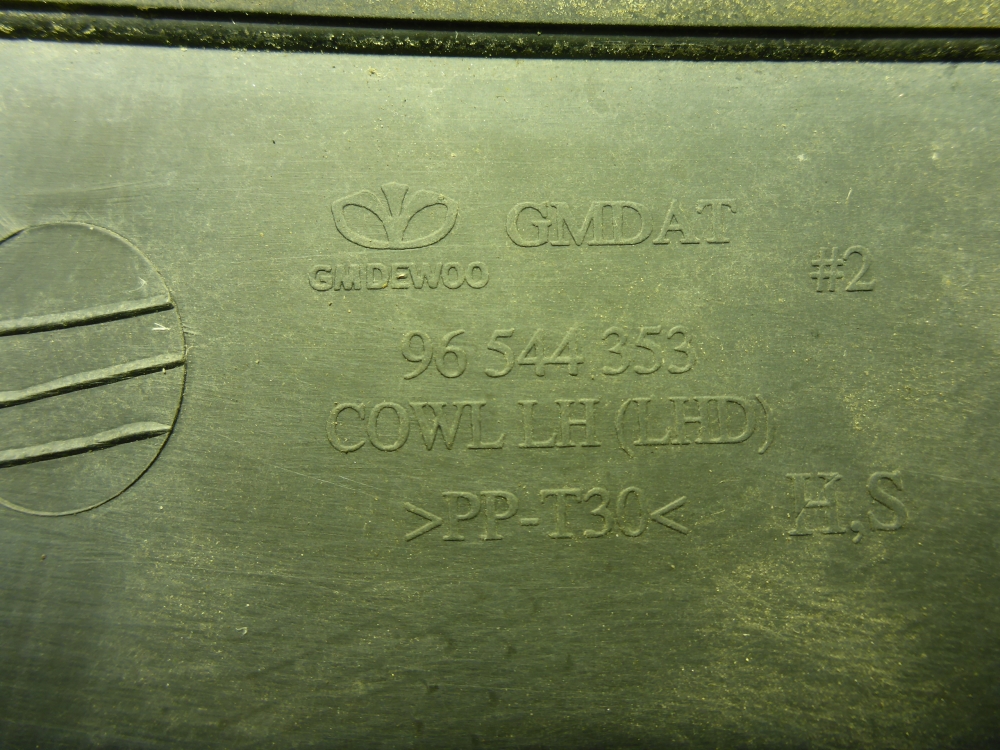 GMDAT
GMDEWOO
#2
96 544 353
COWL LH (LHD)
>PP-T30<
H,S